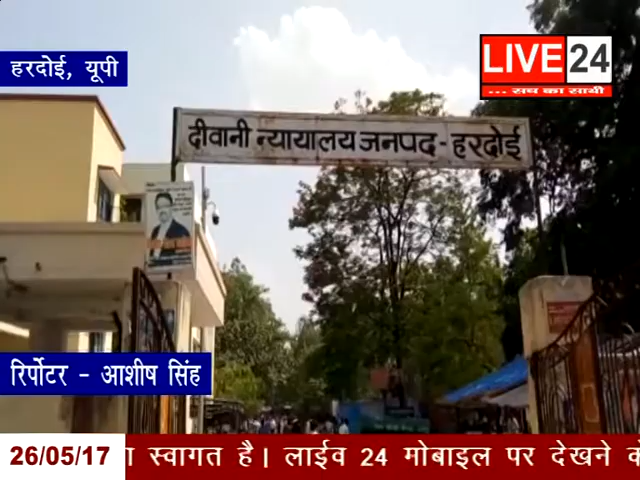 हरदोई, यूपी
LIVE 24
... सच का साथी
दीवानी न्यायालय जनपद - हरदोई
रिर्पोटर - आशीष सिंह
26/05/17
स्वागत है। लाईव 24 मोबाइल पर देखने